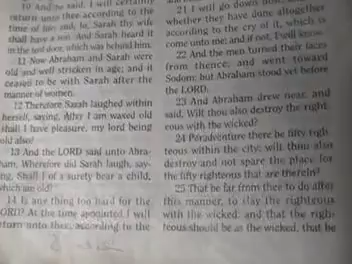 10 And he said, I will certainly
return unto thee according to the
time of life; and, lo, Sarah thy wife
shall have a son. And Sarah heard it
in the tent door, which was behind him.
11 Now Abraham and Sarah were
old and well stricken in age; and it
ceased to be with Sarah after the
manner of women.
12 Therefore Sarah laughed within
herself, saying, After I am waxed old
shall I have pleasure, my lord being
old also?
13 And the LORD said unto Abra-
ham, Wherefore did Sarah laugh, say-
ing, Shall I of a surety bear a child,
which am old?
14 Is any thing too hard for the
LORD? At the time appointed I will
return unto thee, according to the
21 I will go down now, and
whether they have done altogether
according to the cry of it, which is
come unto me; and if not, I will know.
22 And the men turned their faces
from thence, and went toward
Sodom: but Abraham stood yet before
the LORD.
23 And Abraham drew near, and
said, Wilt thou also destroy the right-
eous with the wicked?
24 Peradventure there be fifty righ-
teous within the city: wilt thou also
destroy and not spare the place for
the fifty righteous that are therein?
25 That be far from thee to do after
this manner, to slay the righteous
with the wicked: and that the righ-
teous should be as the wicked, that be